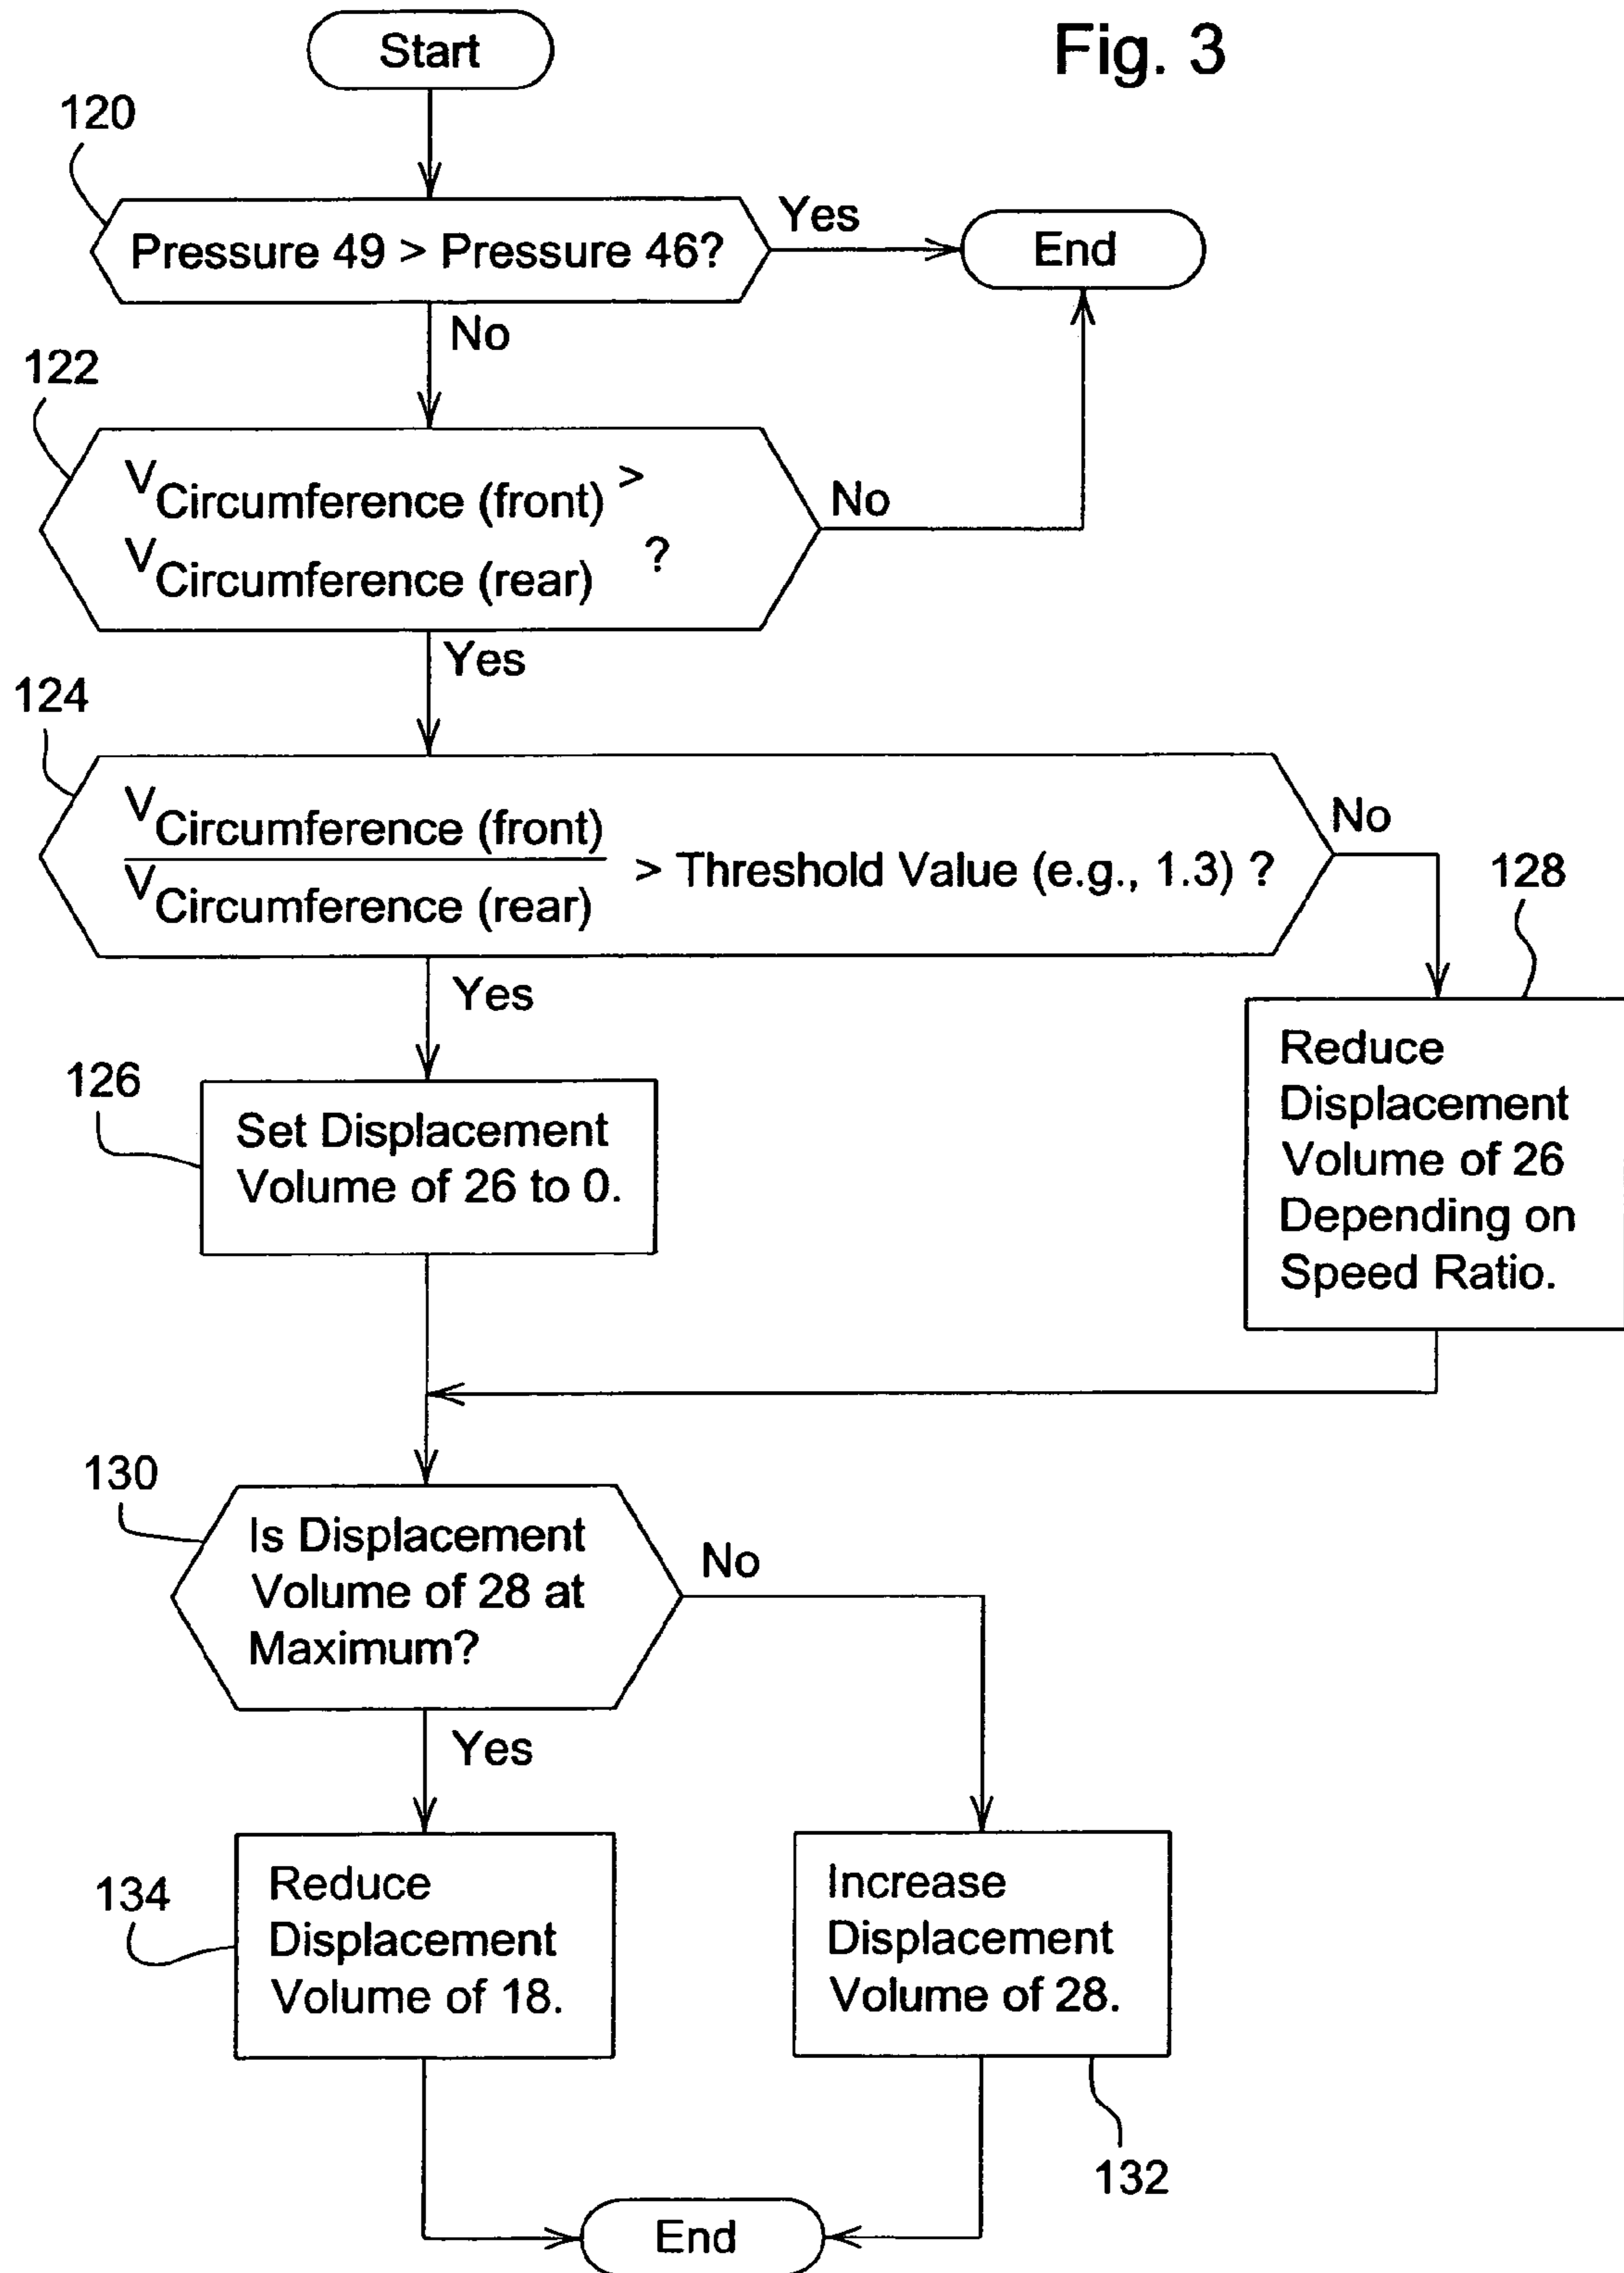 Fig. 3
Start
120
Pressure 49 > Pressure 46?
Yes
End
No
122
VCircumference (front) >
VCircumference (rear) ?
No
Yes
124
VCircumference (front)
VCircumference (rear)
> Threshold Value (e.g., 1.3) ?
No
128
Yes
Reduce
Displacement
Volume of 26
Depending on
Speed Ratio.
126
Set Displacement
Volume of 26 to 0.
130
Is Displacement
Volume of 28 at
Maximum?
No
Yes
134
Reduce
Displacement
Volume of 18.
Increase
Displacement
Volume of 28.
132
End